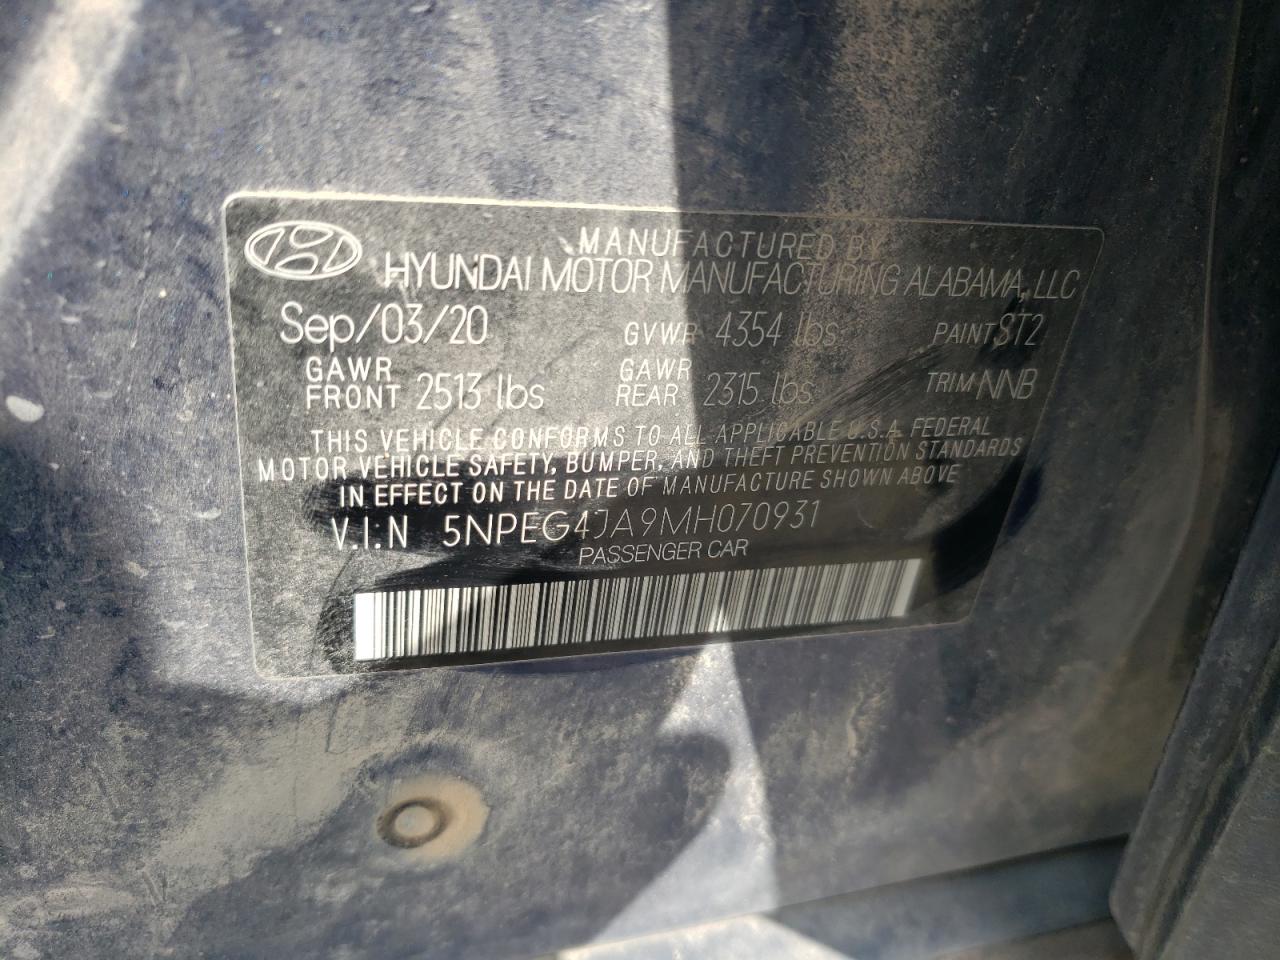 MANUFACTURED BY
HYUNDAI MOTOR MANUFACTURING ALABAMA, LLC
Sep/03/20 GVWR 4354 lbs PAINT ST2
GAWR FRONT 2513 lbs GAWR REAR 2315 lbs TRIM NNB
THIS VEHICLE CONFORMS TO ALL APPLICABLE U.S.A. FEDERAL
MOTOR VEHICLE SAFETY, BUMPER, AND THEFT PREVENTION STANDARDS
IN EFFECT ON THE DATE OF MANUFACTURE SHOWN ABOVE
V.I.N 5NPEG4JA9MH070931
PASSENGER CAR